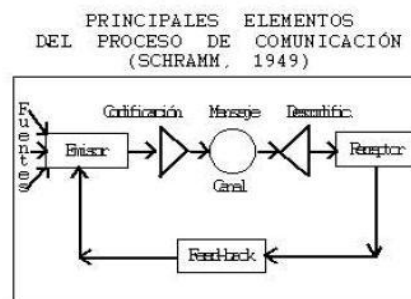 PRINCIPALES ELEMENTOS
DEL PROCESO DE COMUNICACIÓN
(SCHRAMM, 1949)
Fuentes
Codificación
Mensaje
Descodific.
Emisor
Receptor
Canal
Feed-back